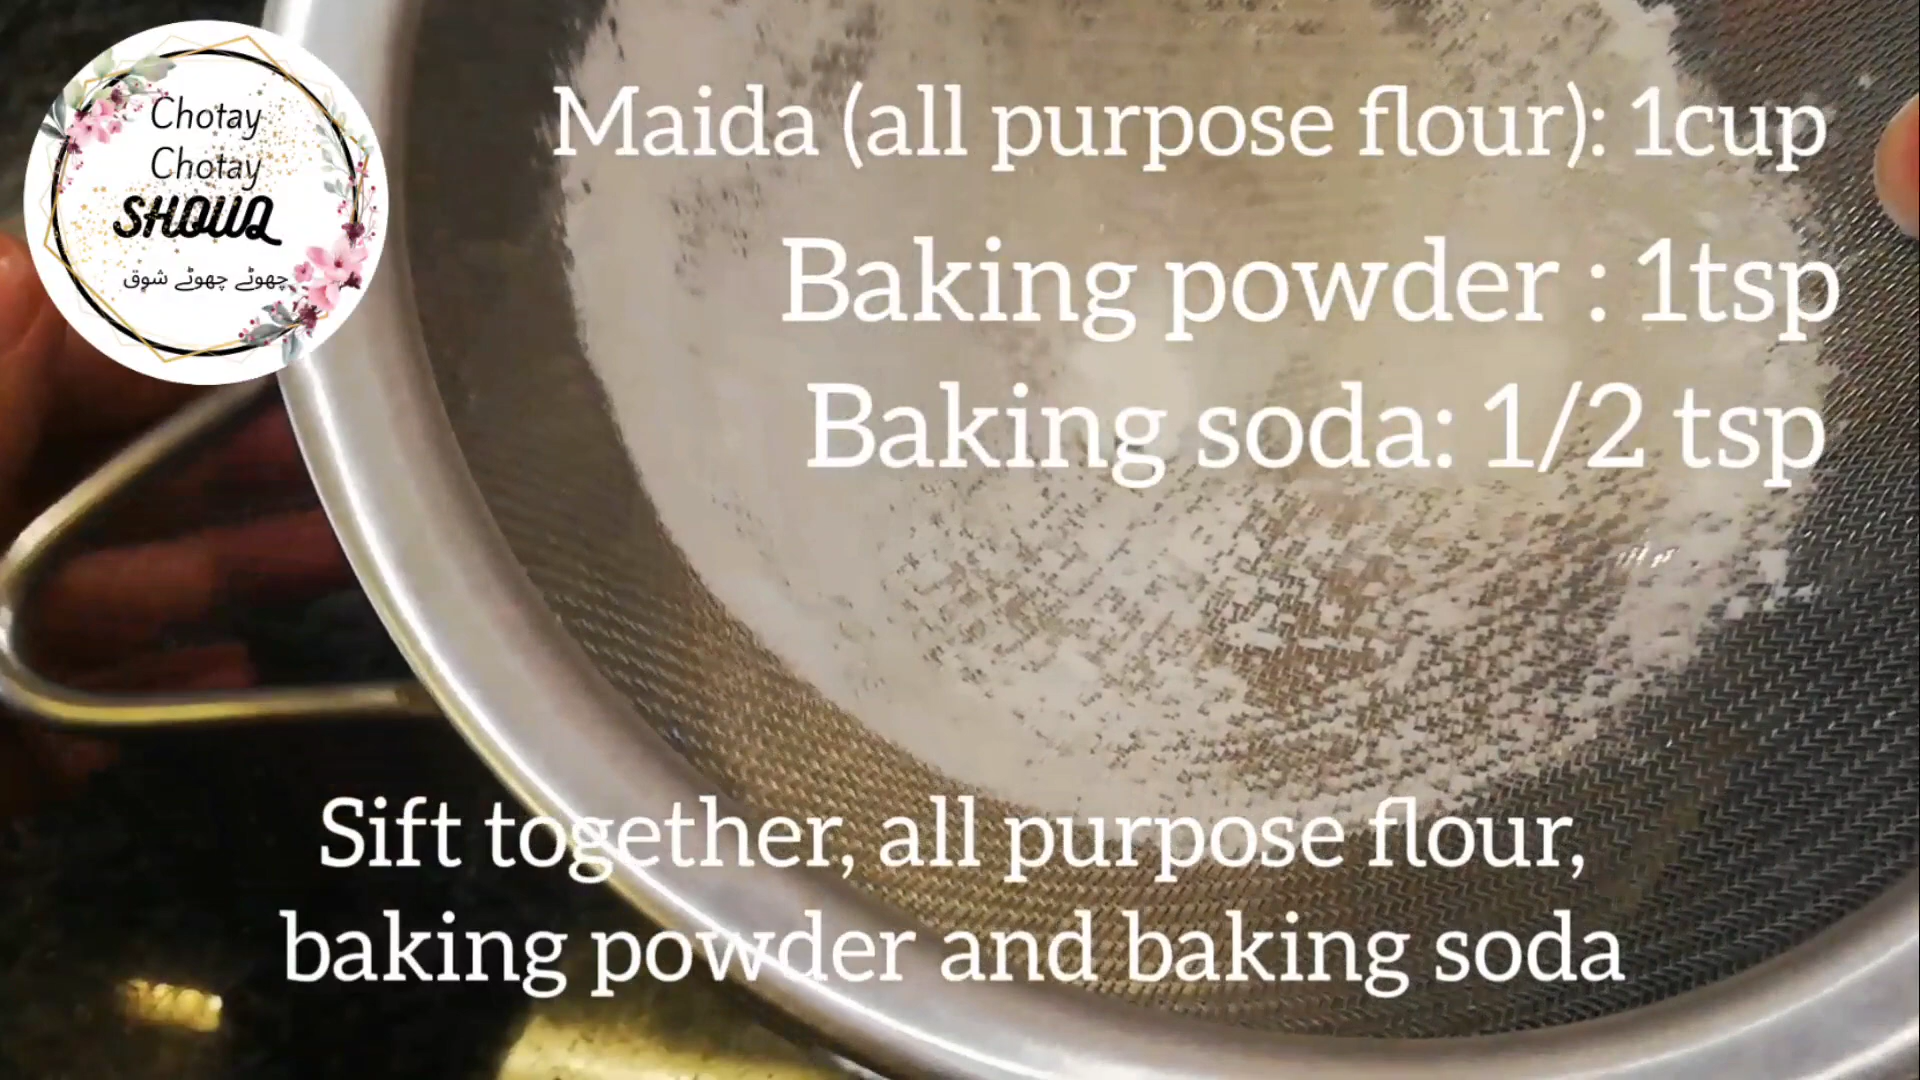 Chotay
Chotay
SHOUQ
چھوٹے چھوٹے شوق
Maida (all purpose flour): 1cup
Baking powder : 1tsp
Baking soda: 1/2 tsp
Sift together, all purpose flour,
baking powder and baking soda